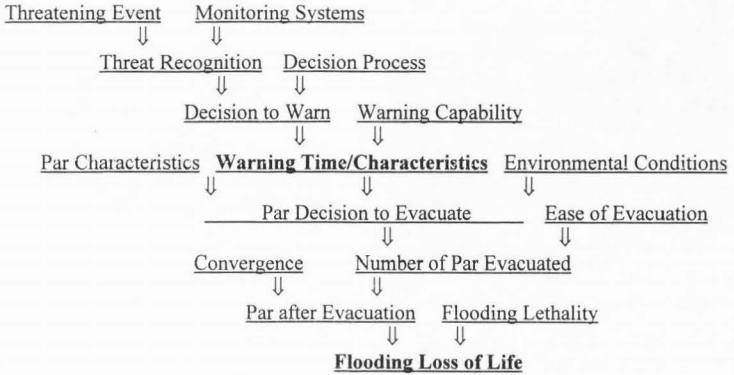 Threatening Event Monitoring Systems
⇓ ⇓
Threat Recognition Decision Process
⇓ ⇓
Decision to Warn Warning Capability
⇓ ⇓
Par Characteristics Warning Time/Characteristics Environmental Conditions
⇓ ⇓ ⇓
Par Decision to Evacuate Ease of Evacuation
⇓ ⇓
Convergence Number of Par Evacuated
⇓ ⇓
Par after Evacuation Flooding Lethality
⇓ ⇓
Flooding Loss of Life